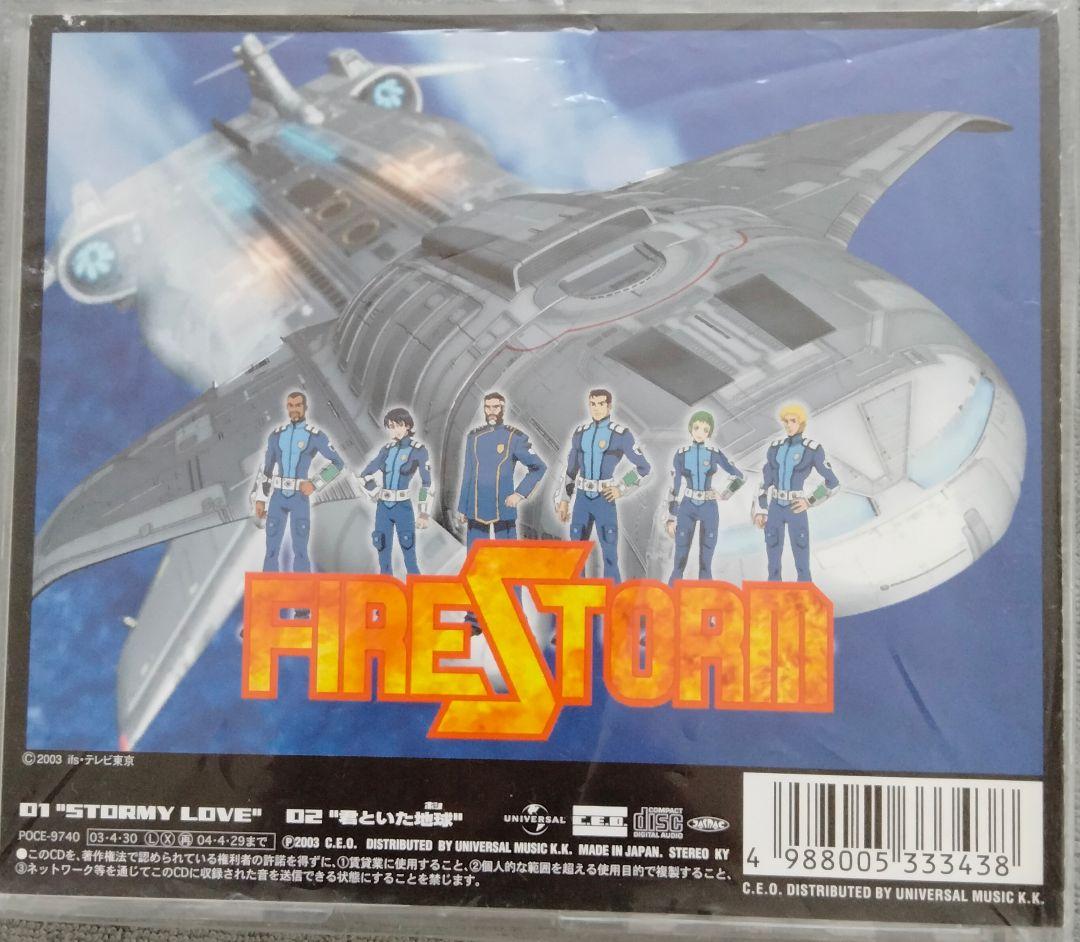 FIRESTORM
©2003 ifs・テレビ東京
01 "STORMY LOVE" 02 "君といた地球"
ホシ
UNIVERSAL
C.E.O.
COMPACT
disc
DIGITAL AUDIO
JASRAC
POCE-9740 03・4・30 Ⓛ Ⓧ 再 04・4・29まで ℗2003 C.E.O. DISTRIBUTED BY UNIVERSAL MUSIC K.K. MADE IN JAPAN. STEREO KY
●このCDを、著作権法で認められている権利者の許諾を得ずに、①賃貸業に使用すること、②個人的な範囲を超える使用目的で複製すること、
③ネットワーク等を通じてこのCDに収録された音を送信できる状態にすることを禁じます。
4 988005 333438
C.E.O. DISTRIBUTED BY UNIVERSAL MUSIC K.K.